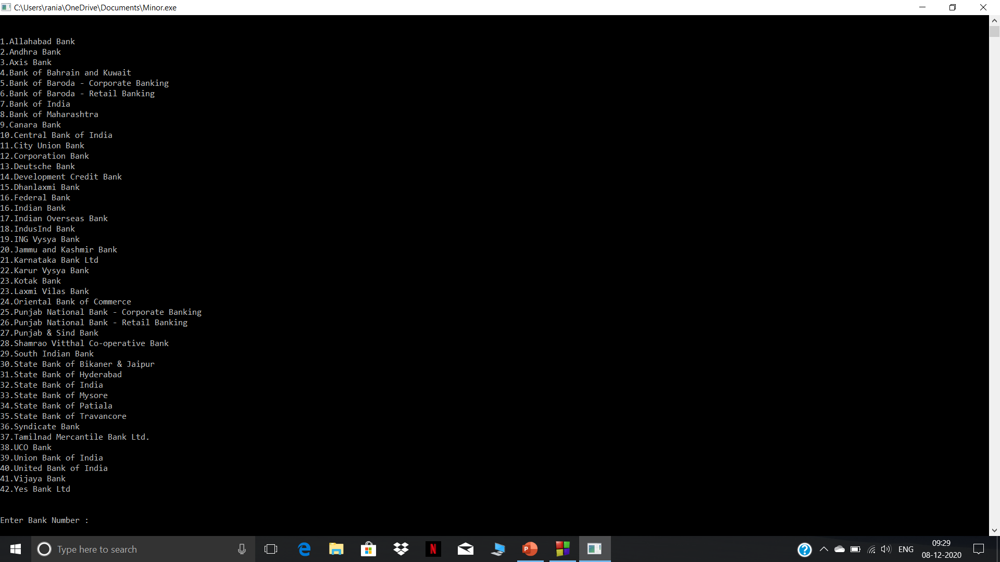 C:\Users\rania\OneDrive\Documents\Minor.exe
1.Allahabad Bank
2.Andhra Bank
3.Axis Bank
4.Bank of Bahrain and Kuwait
5.Bank of Baroda - Corporate Banking
6.Bank of Baroda - Retail Banking
7.Bank of India
8.Bank of Maharashtra
9.Canara Bank
10.Central Bank of India
11.City Union Bank
12.Corporation Bank
13.Deutsche Bank
14.Development Credit Bank
15.Dhanlaxmi Bank
16.Federal Bank
16.Indian Bank
17.Indian Overseas Bank
18.IndusInd Bank
19.ING Vysya Bank
20.Jammu and Kashmir Bank
21.Karnataka Bank Ltd
22.Karur Vysya Bank
23.Kotak Bank
23.Laxmi Vilas Bank
24.Oriental Bank of Commerce
25.Punjab National Bank - Corporate Banking
26.Punjab National Bank - Retail Banking
27.Punjab & Sind Bank
28.Shamrao Vitthal Co-operative Bank
29.South Indian Bank
30.State Bank of Bikaner & Jaipur
31.State Bank of Hyderabad
32.State Bank of India
33.State Bank of Mysore
34.State Bank of Patiala
35.State Bank of Travancore
36.Syndicate Bank
37.Tamilnad Mercantile Bank Ltd.
38.UCO Bank
39.Union Bank of India
40.United Bank of India
41.Vijaya Bank
42.Yes Bank Ltd
Enter Bank Number :
Type here to search
ENG
09:29
08-12-2020